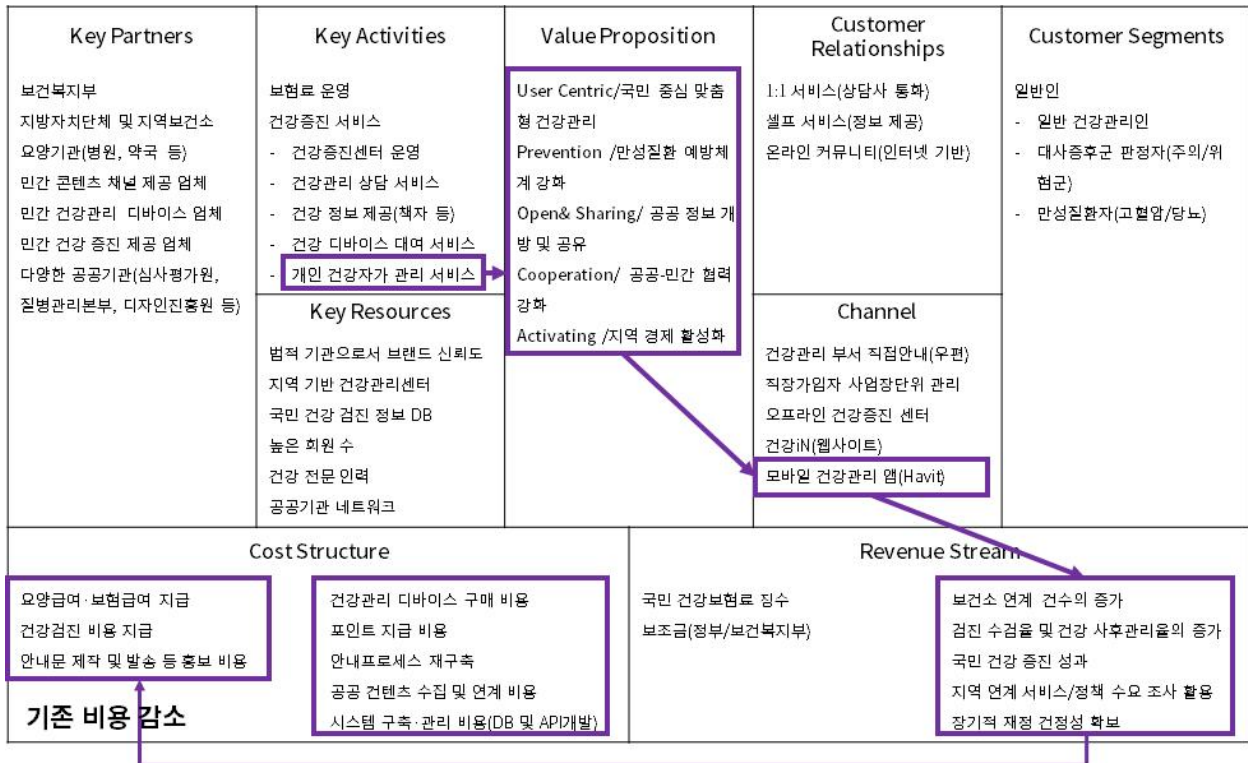 Key Partners
보건복지부
지방자치단체 및 지역보건소
요양기관(병원, 약국 등)
민간 콘텐츠 채널 제공 업체
민간 건강관리 디바이스 업체
민간 건강 증진 제공 업체
다양한 공공기관(심사평가원,
질병관리본부, 디자인진흥원 등)
Key Activities
보험료 운영
건강증진 서비스
- 건강증진센터 운영
- 건강관리 상담 서비스
- 건강 정보 제공(책자 등)
- 건강 디바이스 대여 서비스
- 개인 건강자가 관리 서비스
Key Resources
법적 기관으로서 브랜드 신뢰도
지역 기반 건강관리센터
국민 건강 검진 정보 DB
높은 회원 수
건강 전문 인력
공공기관 네트워크
Value Proposition
User Centric/국민 중심 맞춤
형 건강관리
Prevention /만성질환 예방체
계 강화
Open& Sharing/ 공공 정보 개
방 및 공유
Cooperation/ 공공-민간 협력
강화
Activating /지역 경제 활성화
Customer
Relationships
1:1 서비스(상담사 통화)
셀프 서비스(정보 제공)
온라인 커뮤니티(인터넷 기반)
Channel
건강관리 부서 직접안내(우편)
직장가입자 사업장단위 관리
오프라인 건강증진 센터
건강iN(웹사이트)
모바일 건강관리 앱(Havit)
Customer Segments
일반인
- 일반 건강관리인
- 대사증후군 판정자(주의/위
험군)
- 만성질환자(고혈압/당뇨)
Cost Structure
요양급여·보험급여 지급
건강검진 비용 지급
안내문 제작 및 발송 등 홍보 비용
기존 비용 감소
건강관리 디바이스 구매 비용
포인트 지급 비용
안내프로세스 재구축
공공 컨텐츠 수집 및 연계 비용
시스템 구축·관리 비용(DB 및 API개발)
Revenue Stream
국민 건강보험료 징수
보조금(정부/보건복지부)
보건소 연계 건수의 증가
검진 수검율 및 건강 사후관리율의 증가
국민 건강 증진 성과
지역 연계 서비스/정책 수요 조사 활용
장기적 재정 건정성 확보